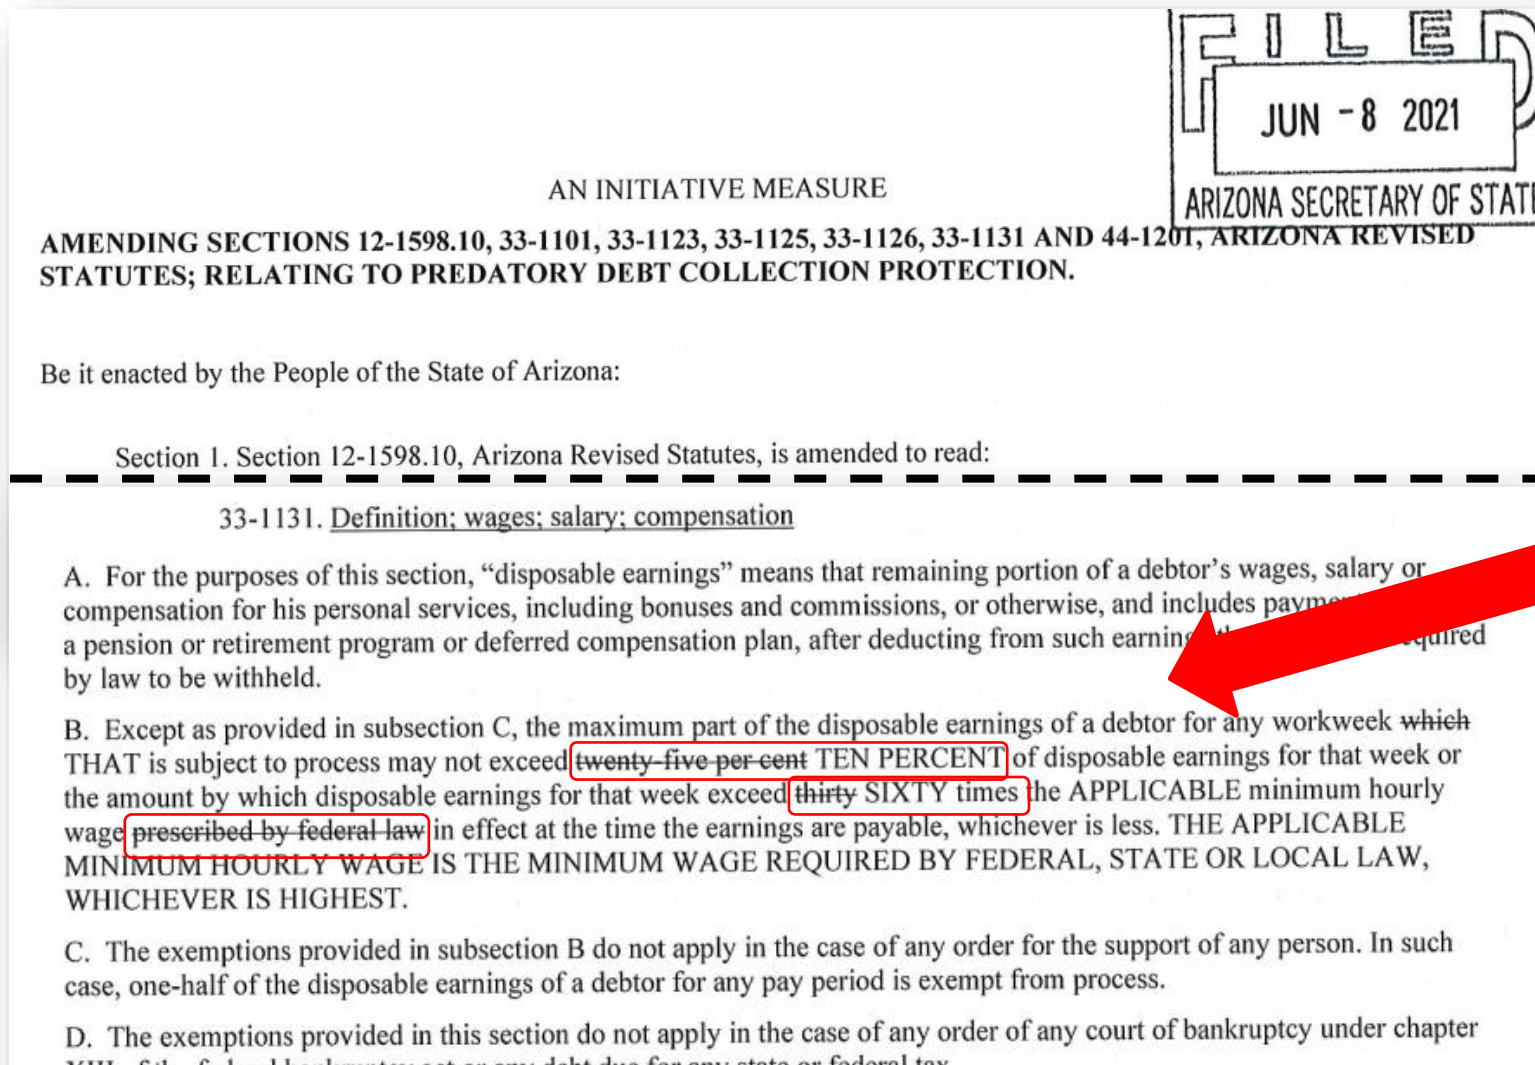 FILED
JUN -8 2021
ARIZONA SECRETARY OF STATE
AN INITIATIVE MEASURE
AMENDING SECTIONS 12-1598.10, 33-1101, 33-1123, 33-1125, 33-1126, 33-1131 AND 44-1201, ARIZONA REVISED
STATUTES; RELATING TO PREDATORY DEBT COLLECTION PROTECTION.
Be it enacted by the People of the State of Arizona:
Section 1. Section 12-1598.10, Arizona Revised Statutes, is amended to read:
33-1131. Definition; wages; salary; compensation
A. For the purposes of this section, “disposable earnings” means that remaining portion of a debtor’s wages, salary or
compensation for his personal services, including bonuses and commissions, or otherwise, and includes
a pension or retirement program or deferred compensation plan, after deducting from such
by law to be withheld.
B. Except as provided in subsection C, the maximum part of the disposable earnings of a debtor for any workweek which
THAT is subject to process may not exceed twenty-five per cent TEN PERCENT of disposable earnings for that week or
the amount by which disposable earnings for that week exceed thirty SIXTY times the APPLICABLE minimum hourly
wage prescribed by federal law in effect at the time the earnings are payable, whichever is less. THE APPLICABLE
MINIMUM HOURLY WAGE IS THE MINIMUM WAGE REQUIRED BY FEDERAL, STATE OR LOCAL LAW,
WHICHEVER IS HIGHEST.
C. The exemptions provided in subsection B do not apply in the case of any order for the support of any person. In such
case, one-half of the disposable earnings of a debtor for any pay period is exempt from process.
D. The exemptions provided in this section do not apply in the case of any order of any court of bankruptcy under chapter